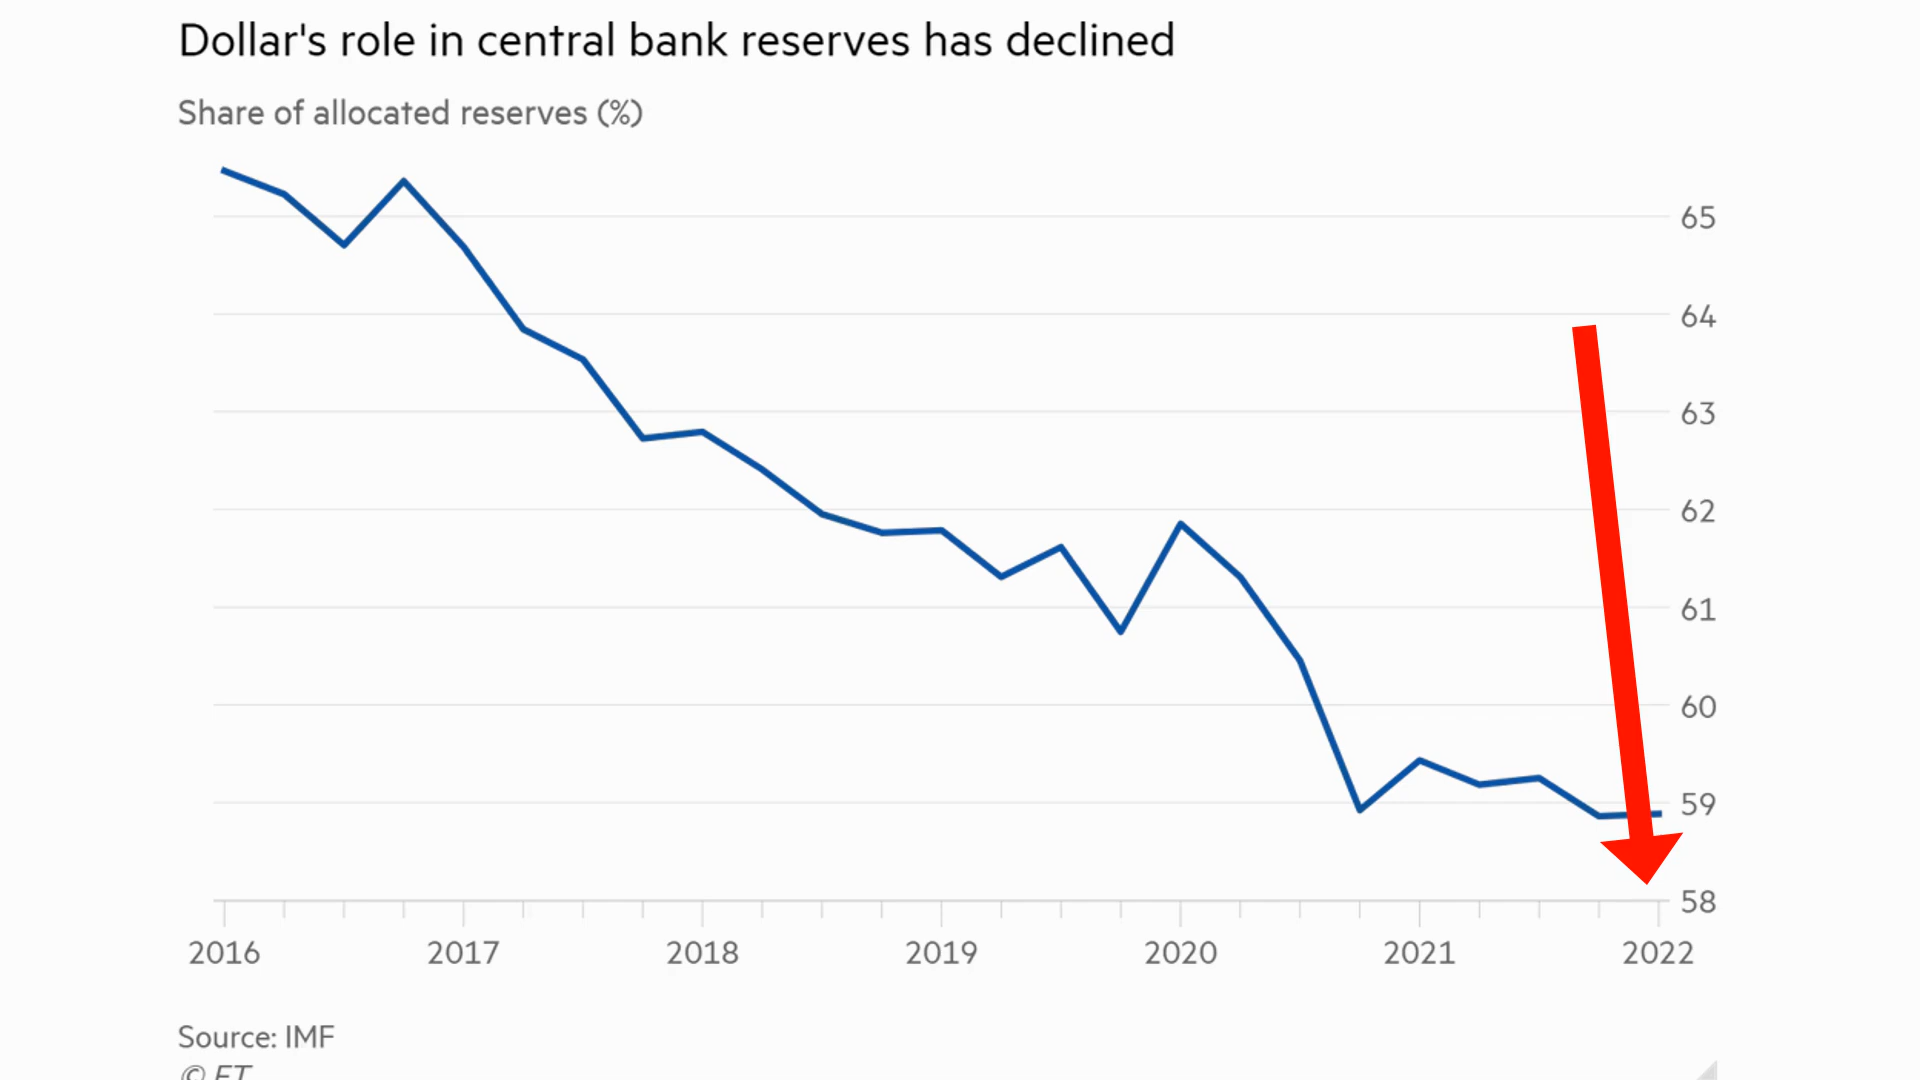 Dollar's role in central bank reserves has declined
Share of allocated reserves (%)
65
64
63
62
61
60
59
58
2016 2017 2018 2019 2020 2021 2022
Source: IMF
© FT